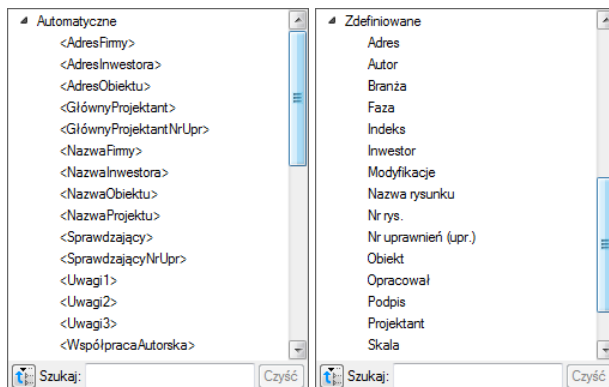 Automatyczne
<AdresFirmy>
<AdresInwestora>
<AdresObiektu>
<GłównyProjektant>
<GłównyProjektantNrUpr>
<NazwaFirmy>
<NazwaInwestora>
<NazwaObiektu>
<NazwaProjektu>
<Sprawdzający>
<SprawdzającyNrUpr>
<Uwagi1>
<Uwagi2>
<Uwagi3>
<WspółpracaAutorska>
Szukaj:
Czyść
Zdefiniowane
Adres
Autor
Branża
Faza
Indeks
Inwestor
Modyfikacje
Nazwa rysunku
Nr rys.
Nr uprawnień (upr.)
Obiekt
Opracował
Podpis
Projektant
Skala
Szukaj:
Czyść